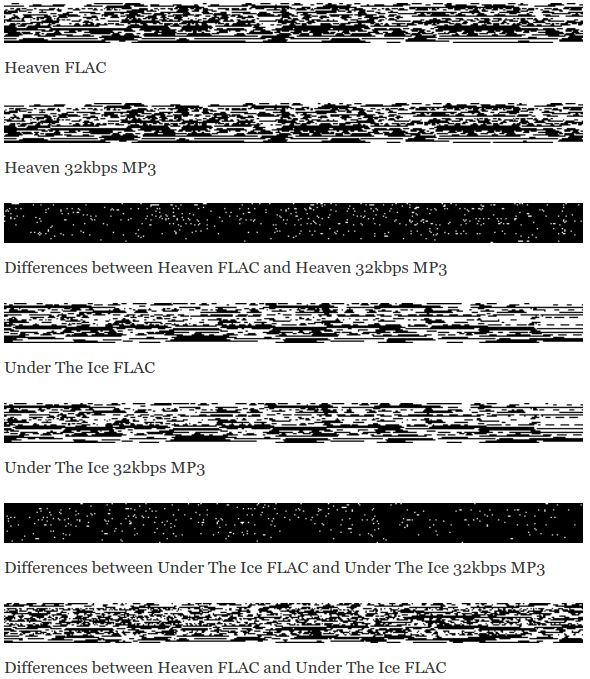 Heaven FLAC
Heaven 32kbps MP3
Differences between Heaven FLAC and Heaven 32kbps MP3
Under The Ice FLAC
Under The Ice 32kbps MP3
Differences between Under The Ice FLAC and Under The Ice 32kbps MP3
Differences between Heaven FLAC and Under The Ice FLAC